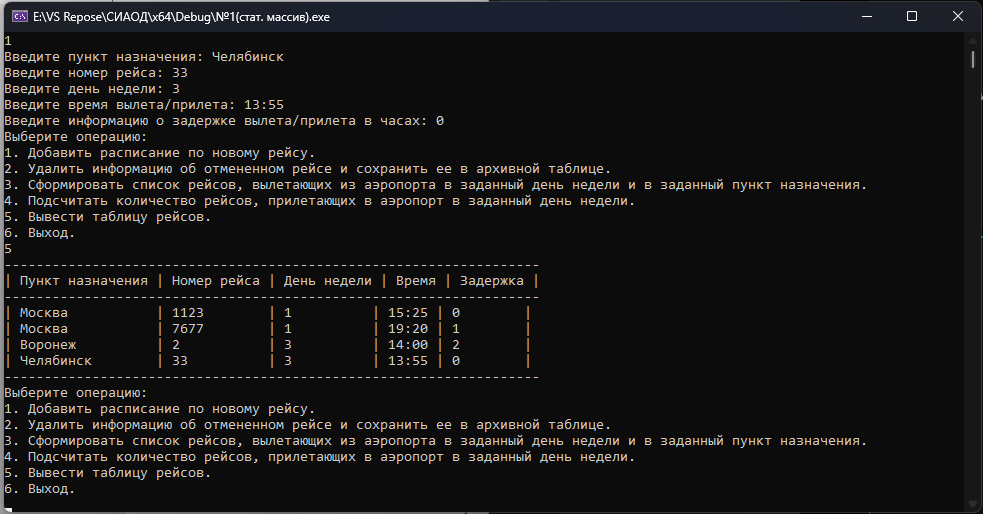 E:\VS Repose\СИАОД\x64\Debug\№1(стат. массив).exe
1
Введите пункт назначения: Челябинск
Введите номер рейса: 33
Введите день недели: 3
Введите время вылета/прилета: 13:55
Введите информацию о задержке вылета/прилета в часах: 0
Выберите операцию:
1. Добавить расписание по новому рейсу.
2. Удалить информацию об отмененном рейсе и сохранить ее в архивной таблице.
3. Сформировать список рейсов, вылетающих из аэропорта в заданный день недели и в заданный пункт назначения.
4. Подсчитать количество рейсов, прилетающих в аэропорт в заданный день недели.
5. Вывести таблицу рейсов.
6. Выход.
5
-------------------------------------------------------------------
| Пункт назначения | Номер рейса | День недели | Время | Задержка |
-------------------------------------------------------------------
| Москва           | 1123        | 1           | 15:25 | 0        |
| Москва           | 7677        | 1           | 19:20 | 1        |
| Воронеж          | 2           | 3           | 14:00 | 2        |
| Челябинск        | 33          | 3           | 13:55 | 0        |
-------------------------------------------------------------------
Выберите операцию:
1. Добавить расписание по новому рейсу.
2. Удалить информацию об отмененном рейсе и сохранить ее в архивной таблице.
3. Сформировать список рейсов, вылетающих из аэропорта в заданный день недели и в заданный пункт назначения.
4. Подсчитать количество рейсов, прилетающих в аэропорт в заданный день недели.
5. Вывести таблицу рейсов.
6. Выход.